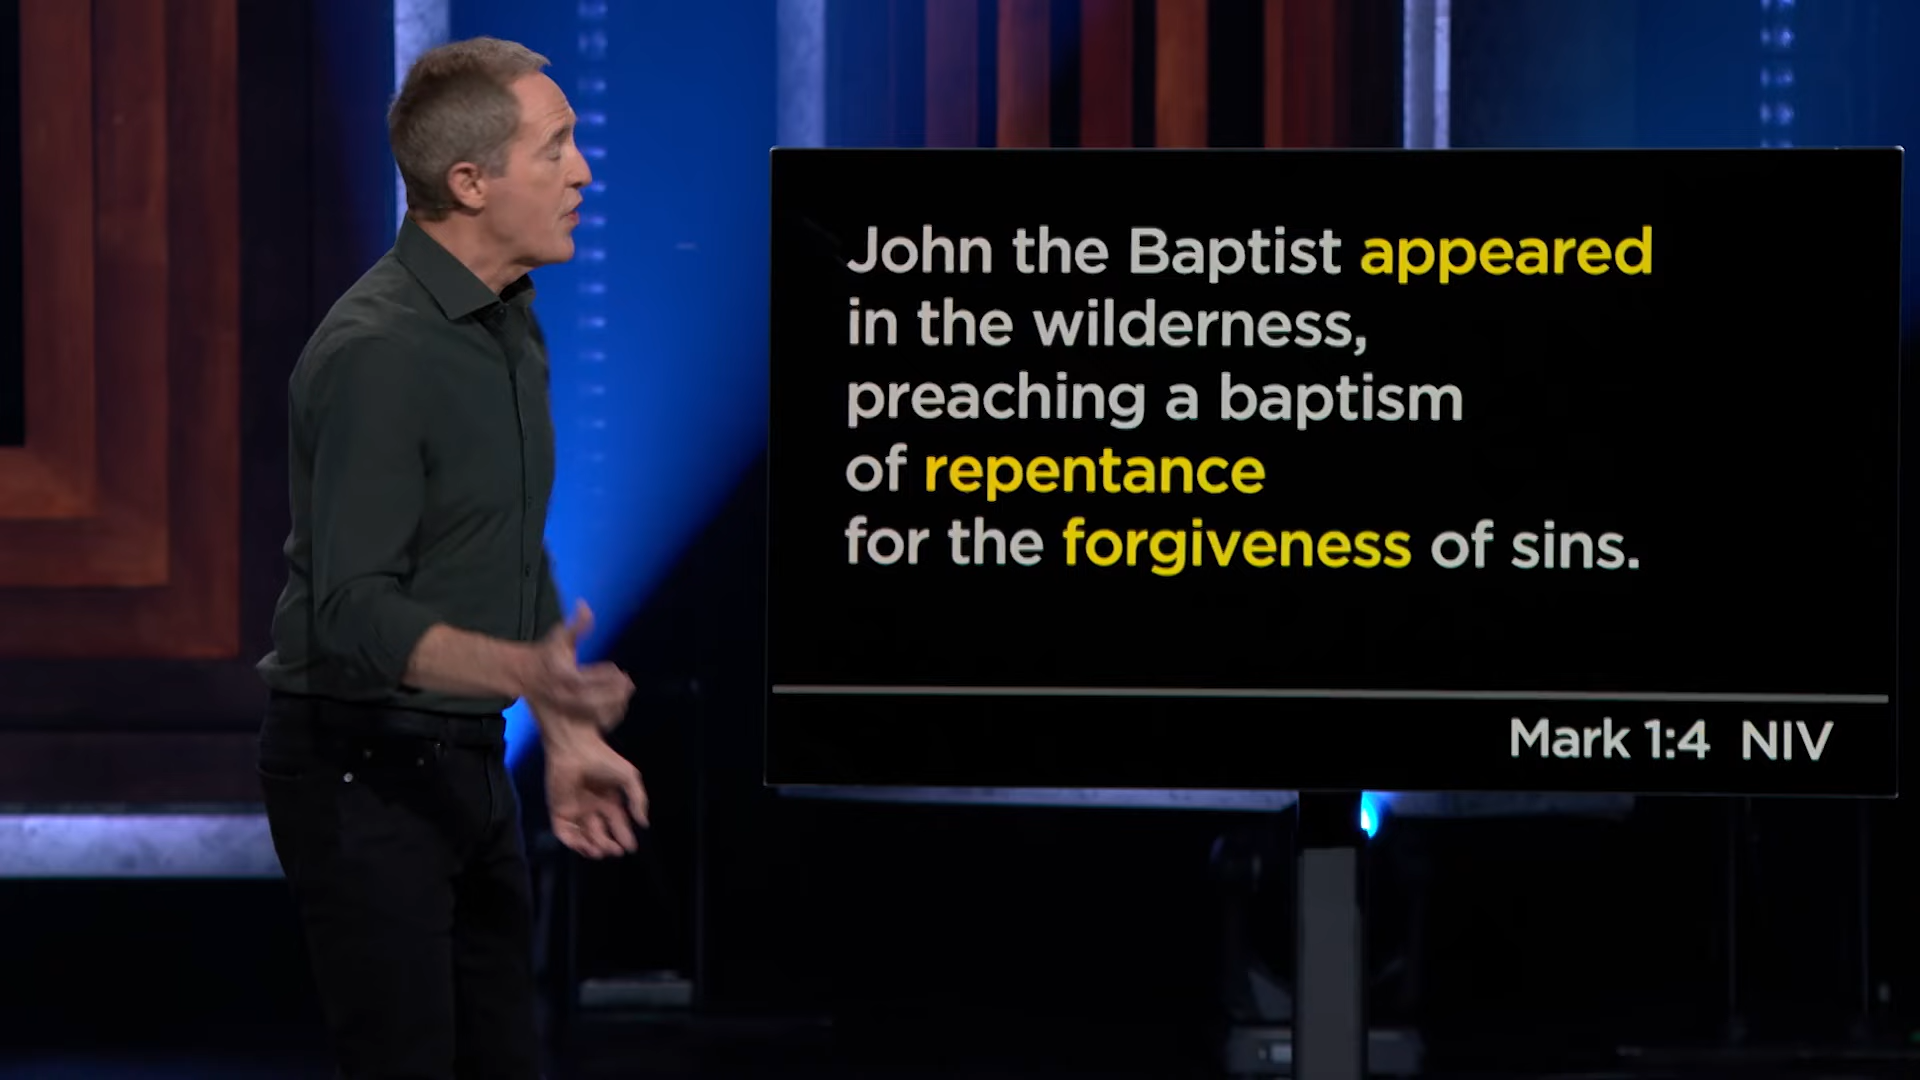 John the Baptist appeared
in the wilderness,
preaching a baptism
of repentance
for the forgiveness of sins.
Mark 1:4 NIV